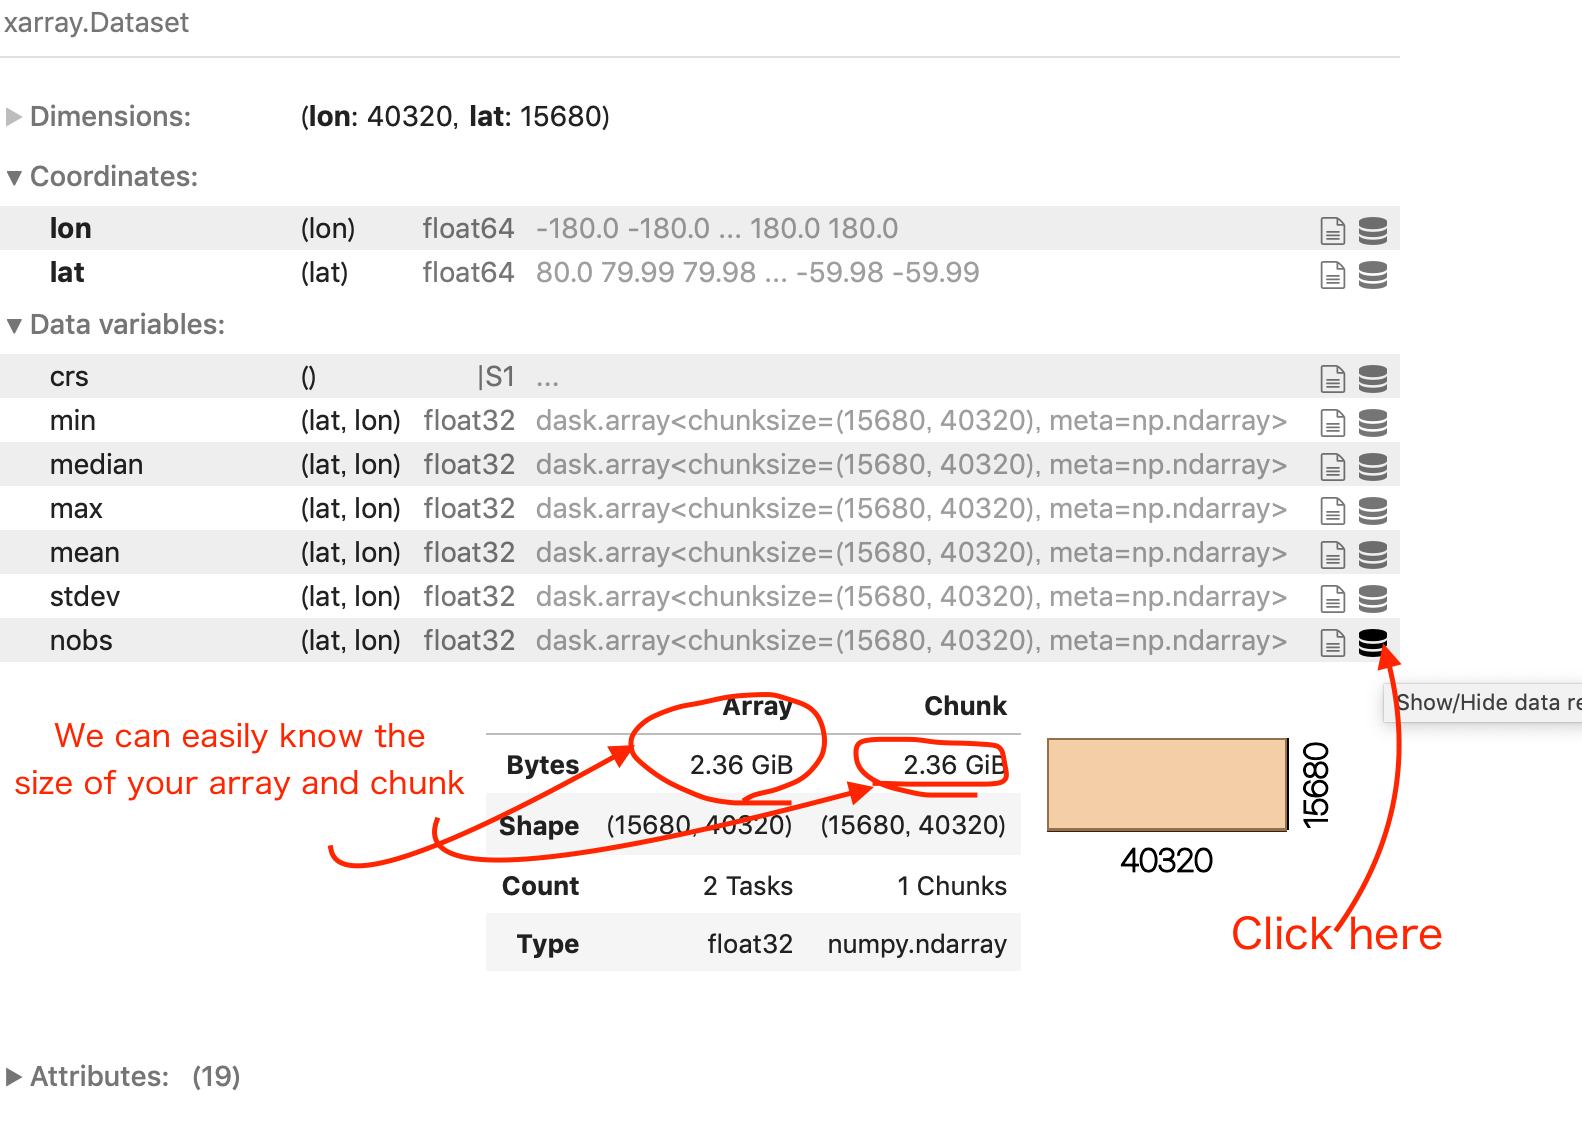 xarray.Dataset
Dimensions: (lon: 40320, lat: 15680)
Coordinates:
lon (lon) float64 -180.0 -180.0 ... 180.0 180.0
lat (lat) float64 80.0 79.99 79.98 ... -59.98 -59.99
Data variables:
crs () |S1 ...
min (lat, lon) float32 dask.array<chunksize=(15680, 40320), meta=np.ndarray>
median (lat, lon) float32 dask.array<chunksize=(15680, 40320), meta=np.ndarray>
max (lat, lon) float32 dask.array<chunksize=(15680, 40320), meta=np.ndarray>
mean (lat, lon) float32 dask.array<chunksize=(15680, 40320), meta=np.ndarray>
stdev (lat, lon) float32 dask.array<chunksize=(15680, 40320), meta=np.ndarray>
nobs (lat, lon) float32 dask.array<chunksize=(15680, 40320), meta=np.ndarray>
Show/Hide data re
We can easily know the
size of your array and chunk
Array Chunk
Bytes 2.36 GiB 2.36 GiB
Shape (15680, 40320) (15680, 40320)
Count 2 Tasks 1 Chunks
Type float32 numpy.ndarray
15680
40320
Click here
Attributes: (19)